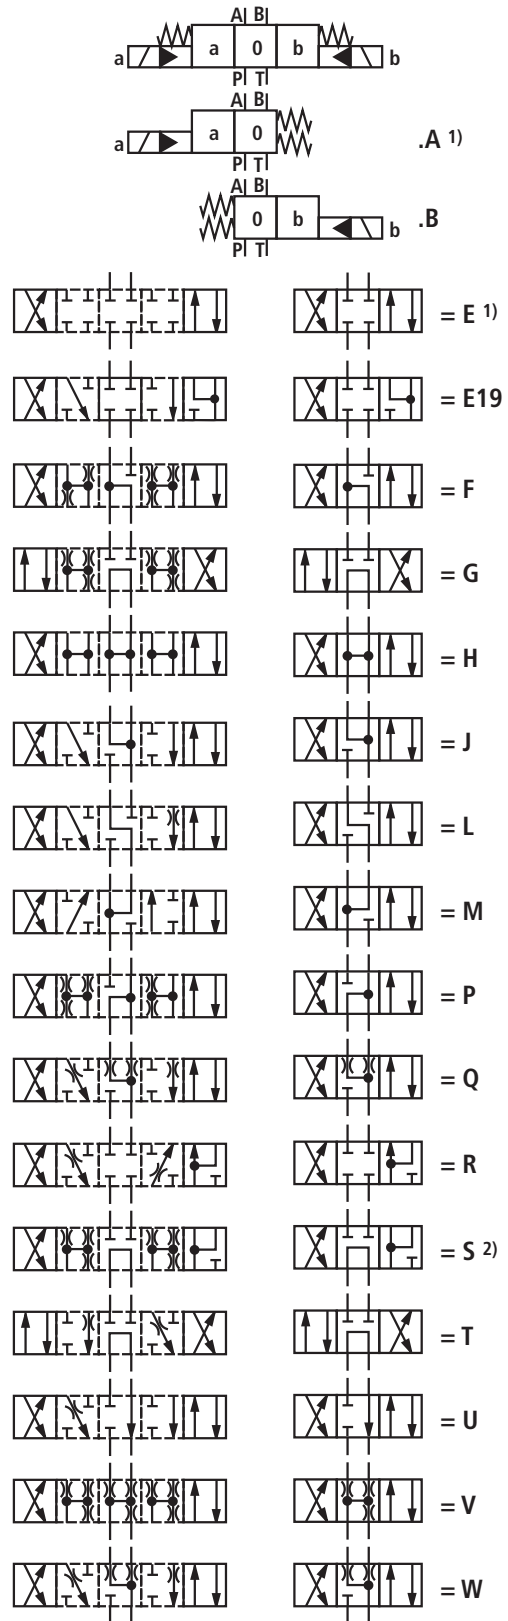 A B
a a 0 b b
P T
A B
a a 0 .A 1)
P T
A B
0 b b .B
P T
= E 1)
= E19
= F
= G
= H
= J
= L
= M
= P
= Q
= R
= S 2)
= T
= U
= V
= W